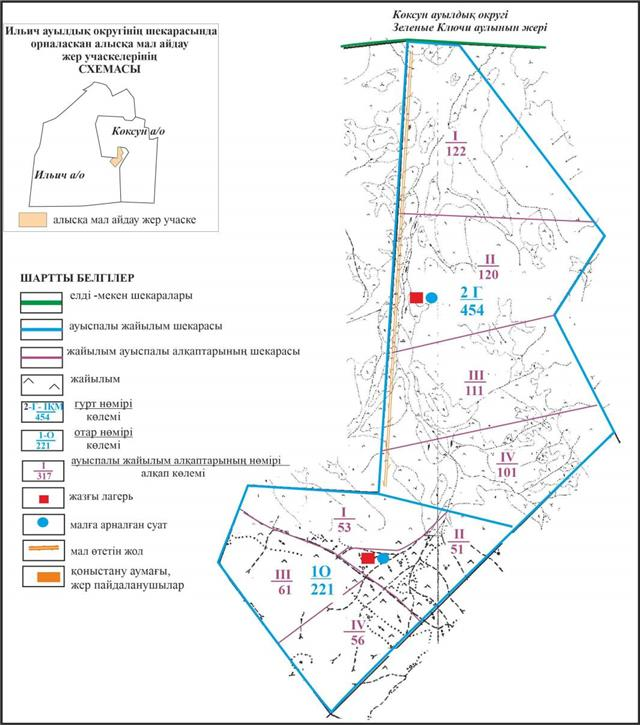 Ильич ауылдық округінің шекарасында
орналасқан алысқа мал айдау
жер учаскелерінің
СХЕМАСЫ
Коксун а/о
Ильич а/о
алысқа мал айдау жер учаске
Коксун ауылдық округі
Зеленые Ключи аулынын жері
ШАРТТЫ БЕЛГІЛЕР
елді -мекен шекаралары
ауыспалы жайылым шекарасы
жайылым ауыспалы алқаптарының шекарасы
жайылым
2-Г - ІҚМ
454
гурт нөмірі
көлемі
1-О
221
отар нөмірі
көлемі
I
317
ауыспалы жайылым алқаптарының нөмірі
алқап көлемі
жазғы лагерь
малға арналған суат
мал өтетін жол
қоныстану аумағы,
жер пайдаланушылар
I
122
II
120
2 Г
454
III
111
IV
101
I
53
II
51
III
61
1О
221
IV
56